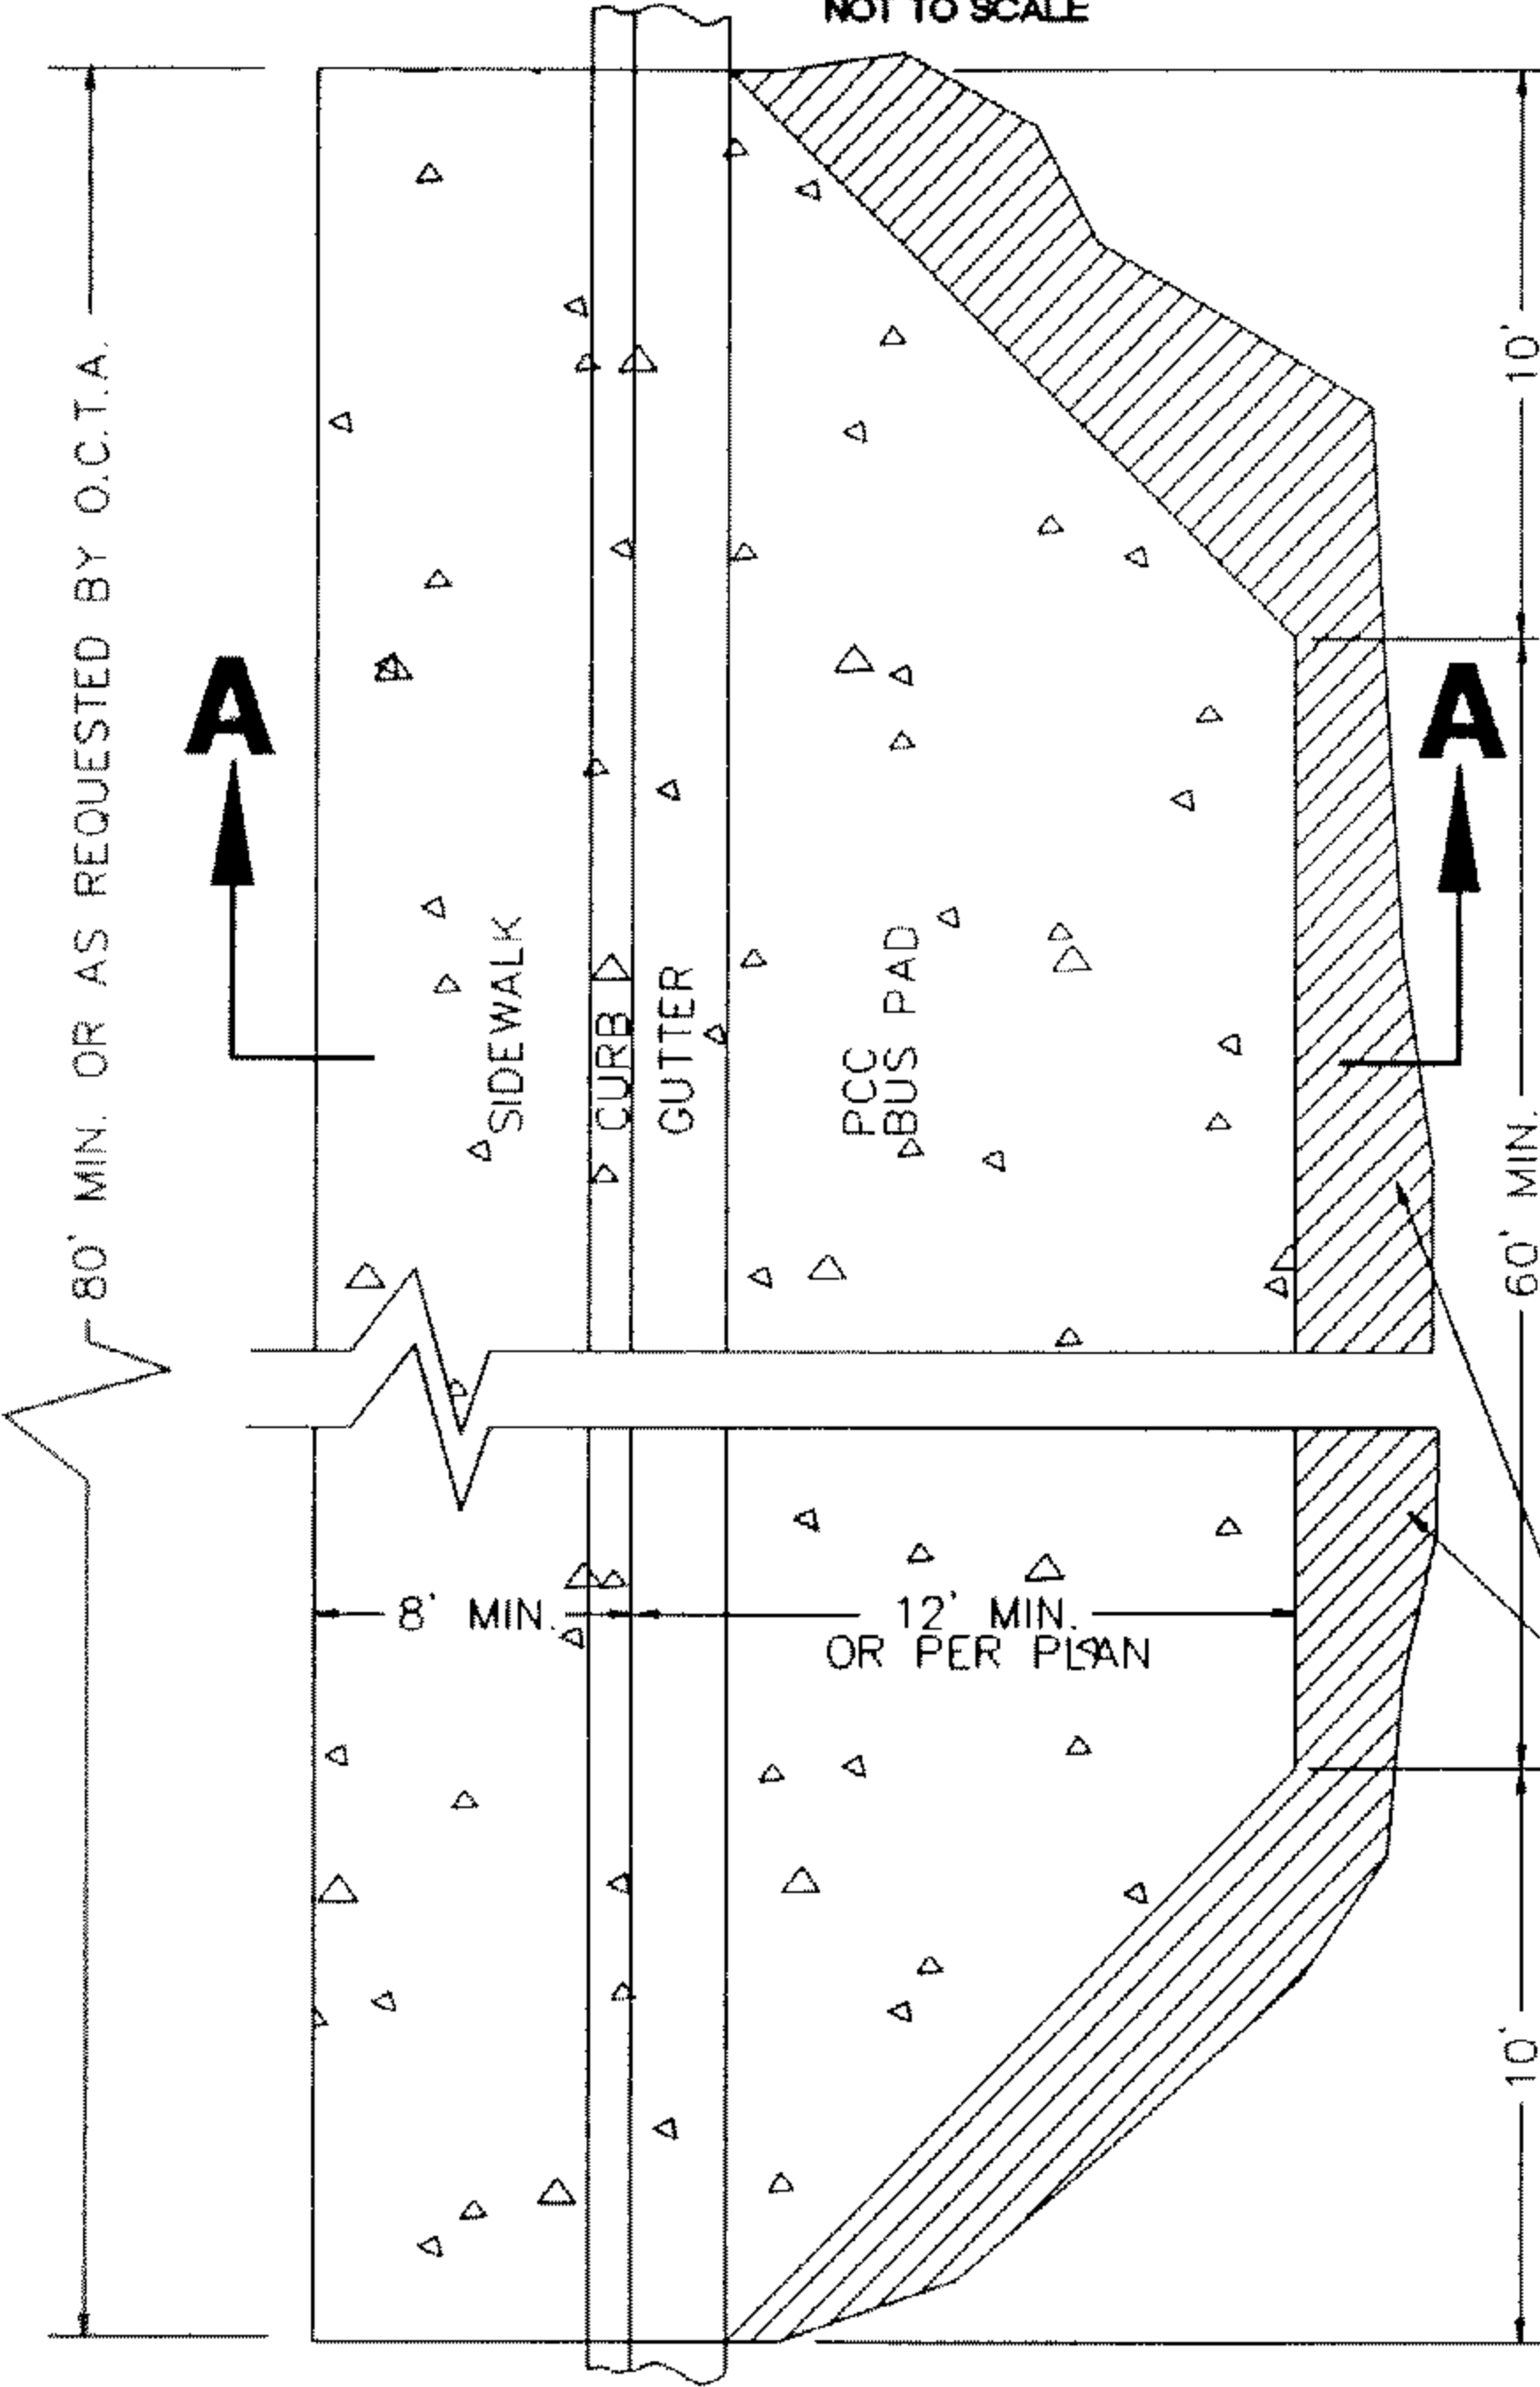 NOT TO SCALE
80' MIN. OR AS REQUESTED BY O.C.T.A.
10'
A
A
SIDEWALK
CURB
GUTTER
PCC
BUS PAD
60' MIN.
8' MIN.
12' MIN.
OR PER PLAN
10'